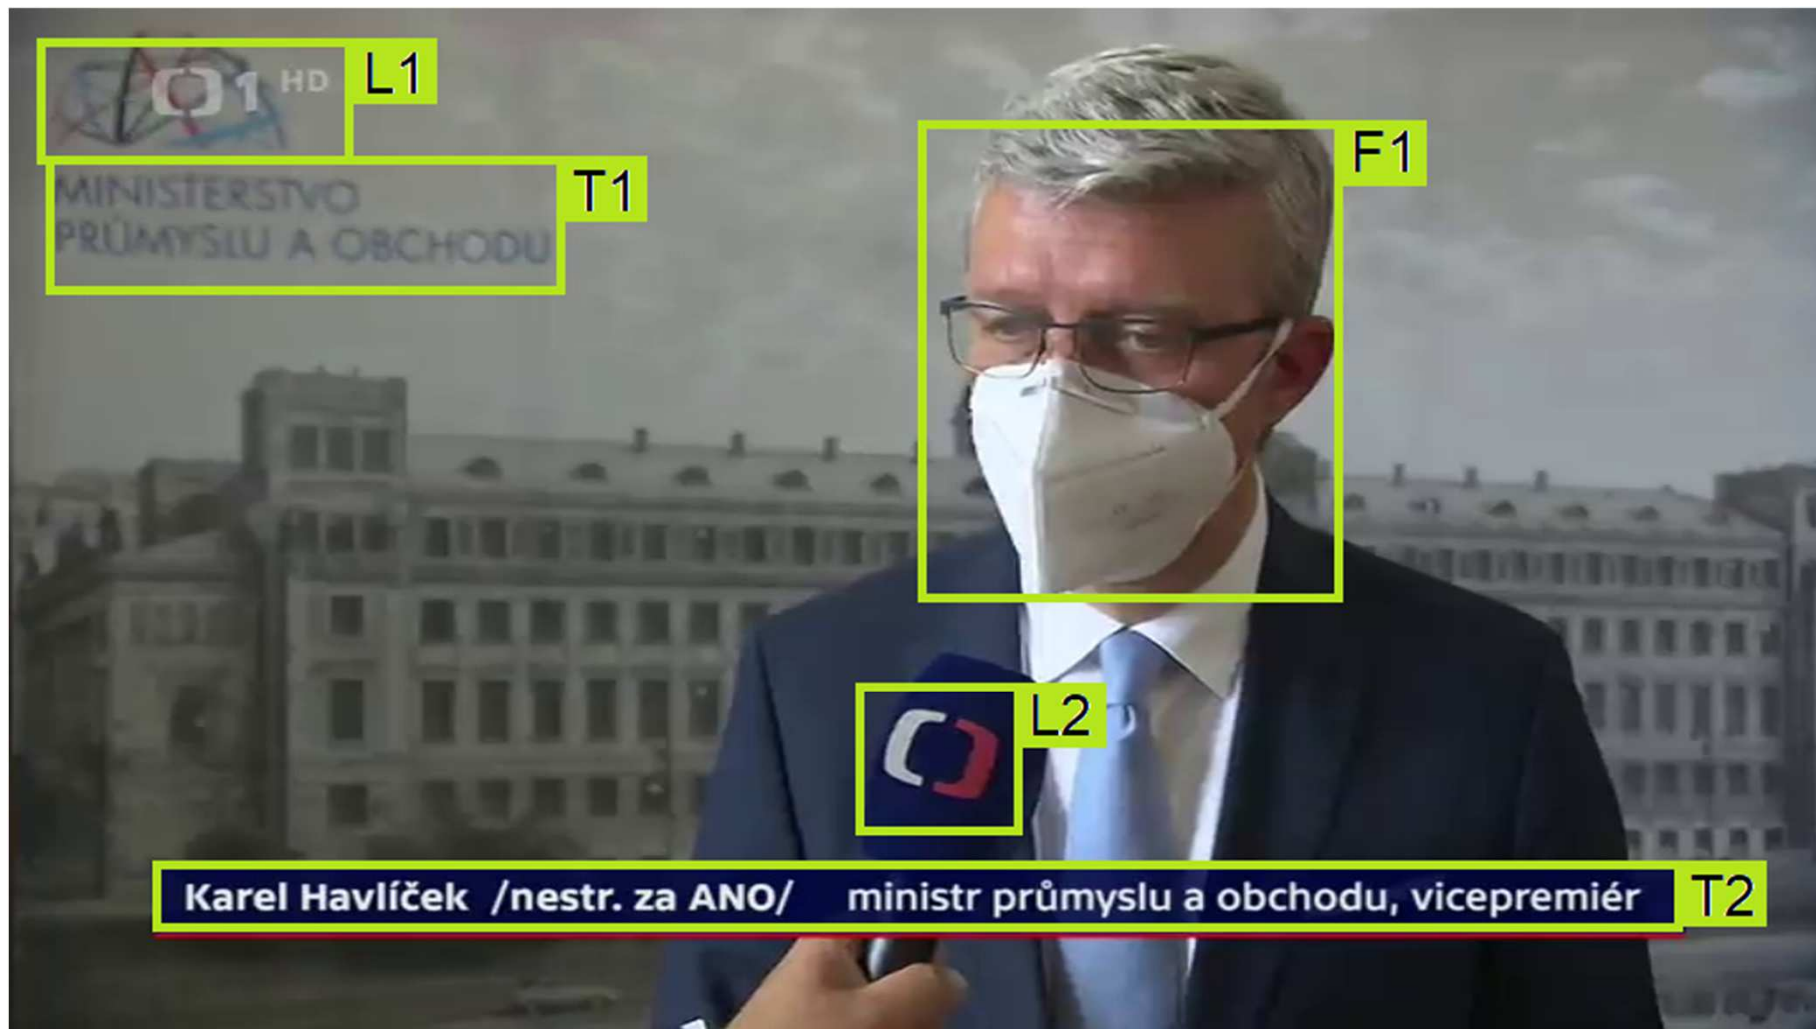 1 HD
L1
MINISTERSTVO
PRŮMYSLU A OBCHODU
T1
F1
L2
Karel Havlíček /nestr. za ANO/ ministr průmyslu a obchodu, vicepremiér
T2